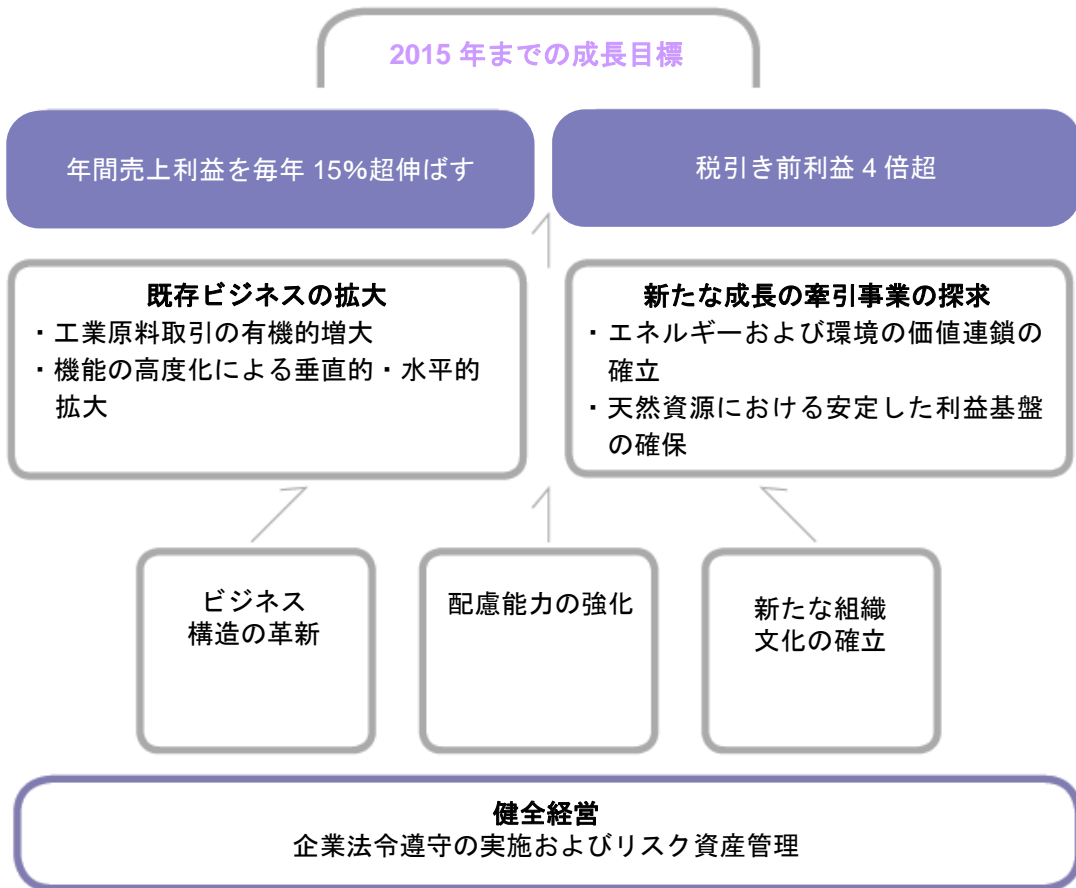 2015 年までの成長目標
年間売上利益を毎年 15%超伸ばす
税引き前利益 4 倍超
既存ビジネスの拡大
・工業原料取引の有機的増大
・機能の高度化による垂直的・水平的
拡大
新たな成長の牽引事業の探求
・エネルギーおよび環境の価値連鎖の
確立
・天然資源における安定した利益基盤
の確保
ビジネス
構造の革新
配慮能力の強化
新たな組織
文化の確立
健全経営
企業法令遵守の実施およびリスク資産管理